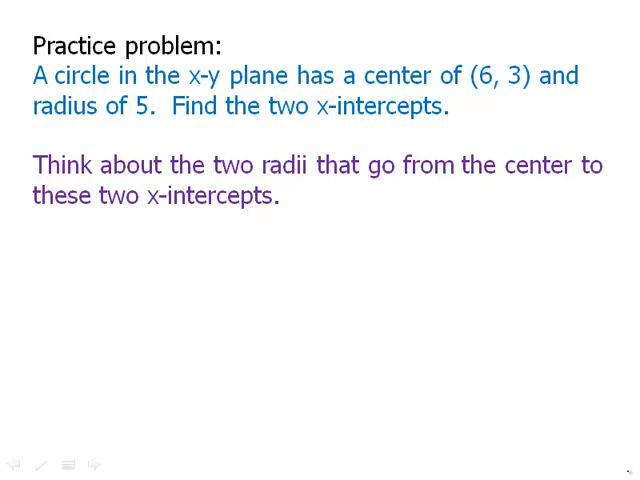 Practice problem:
A circle in the x-y plane has a center of (6, 3) and
radius of 5.  Find the two x-intercepts.
Think about the two radii that go from the center to
these two x-intercepts.